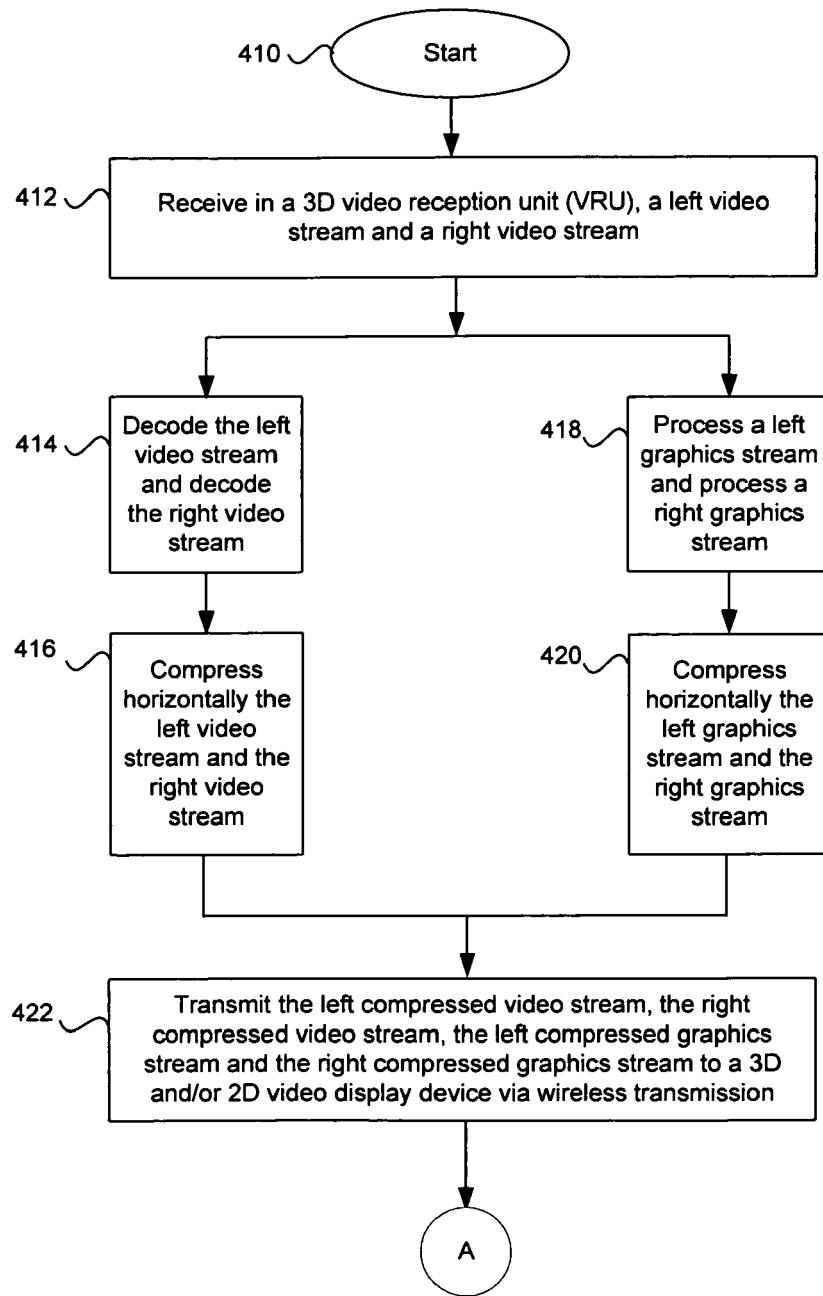 410
Start
412
Receive in a 3D video reception unit (VRU), a left video
stream and a right video stream
414
Decode the left
video stream
and decode
the right video
stream
418
Process a left
graphics stream
and process a
right graphics
stream
416
Compress
horizontally the
left video
stream and the
right video
stream
420
Compress
horizontally the
left graphics
stream and the
right graphics
stream
422
Transmit the left compressed video stream, the right
compressed video stream, the left compressed graphics
stream and the right compressed graphics stream to a 3D
and/or 2D video display device via wireless transmission
A